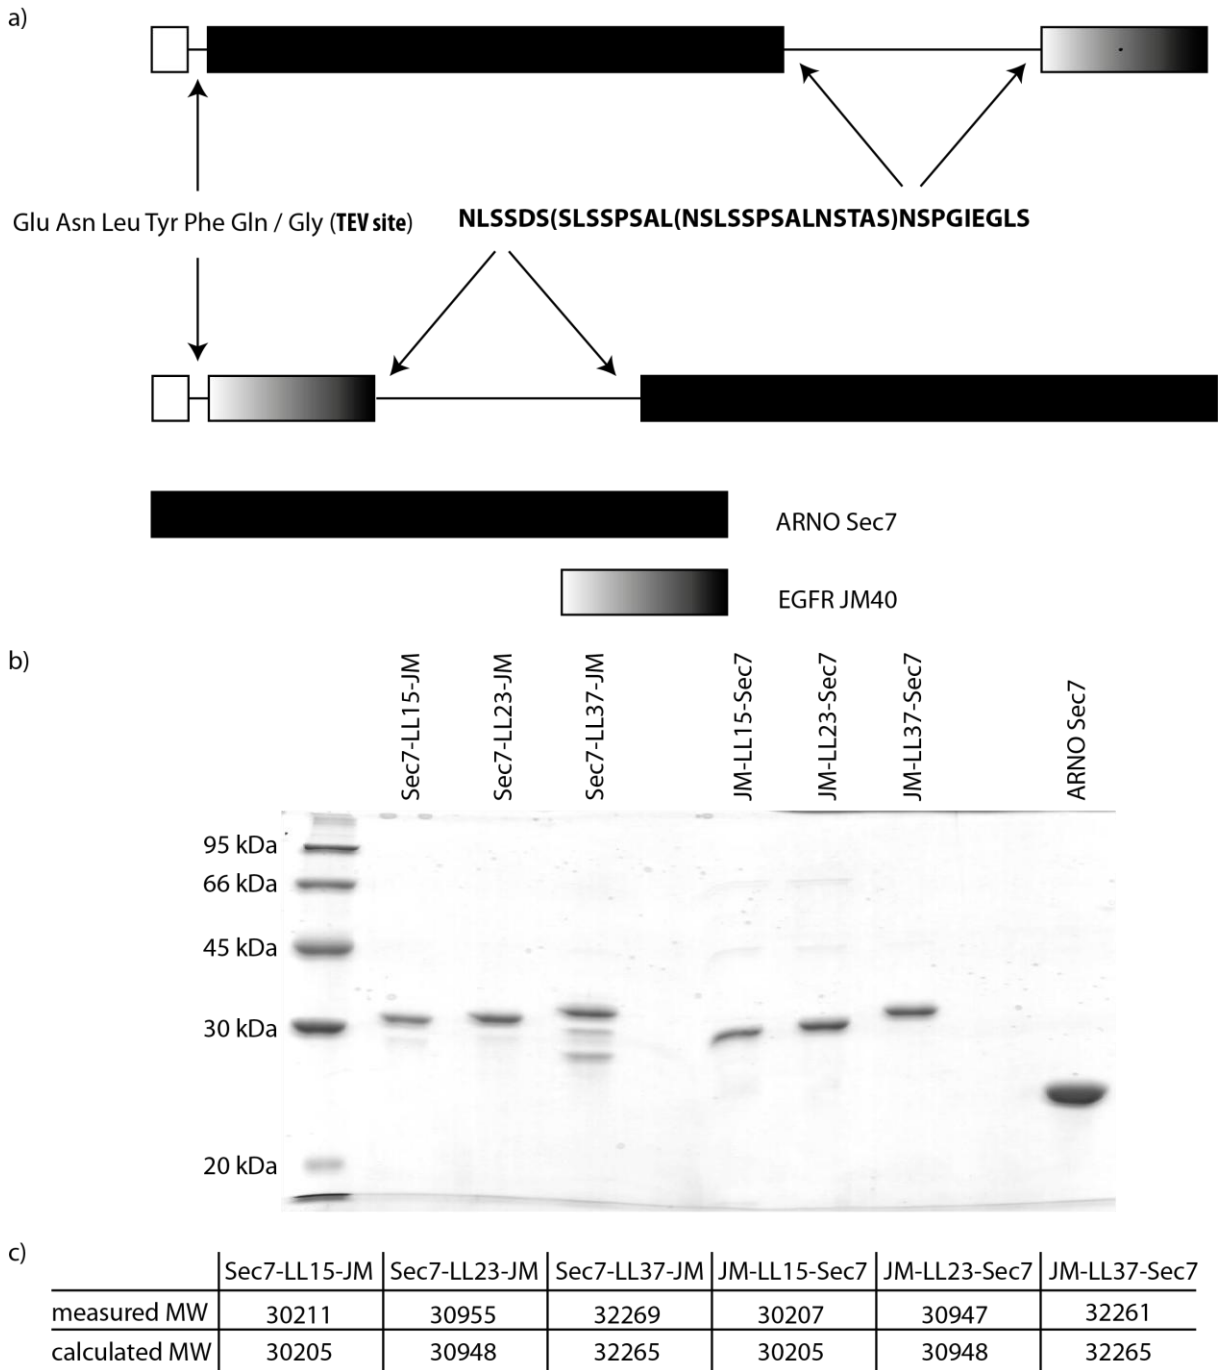 a)
Glu Asn Leu Tyr Phe Gln / Gly (TEV site)
NLSSDS(SLSSPSAL(NSLSSPSALNSTAS)NSPGIEGLS
ARNO Sec7
EGFR JM40
b)
Sec7-LL15-JM
Sec7-LL23-JM
Sec7-LL37-JM
JM-LL15-Sec7
JM-LL23-Sec7
JM-LL37-Sec7
ARNO Sec7
95 kDa
66 kDa
45 kDa
30 kDa
20 kDa
c)
Sec7-LL15-JM Sec7-LL23-JM Sec7-LL37-JM JM-LL15-Sec7 JM-LL23-Sec7 JM-LL37-Sec7
measured MW 30211 30955 32269 30207 30947 32261
calculated MW 30205 30948 32265 30205 30948 32265